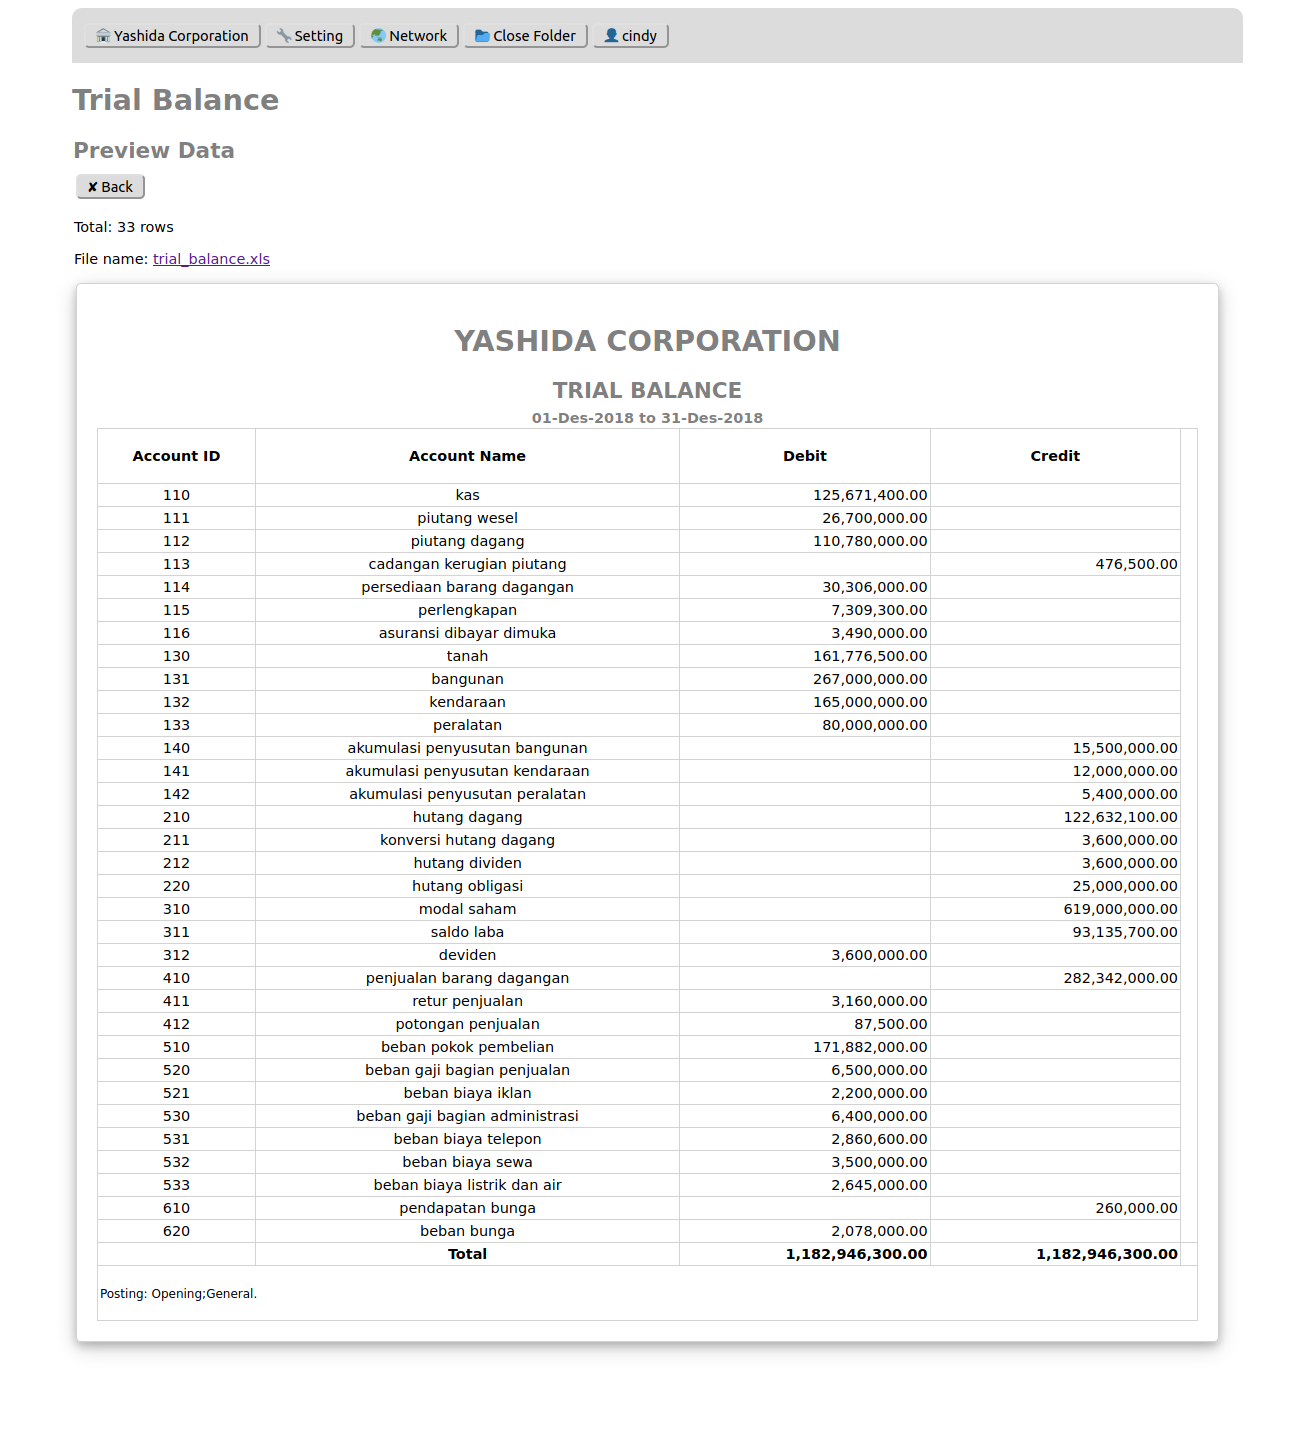 Yashida Corporation Setting Network Close Folder cindy
Trial Balance
Preview Data
✘ Back
Total: 33 rows
File name: trial_balance.xls
YASHIDA CORPORATION
TRIAL BALANCE
01-Des-2018 to 31-Des-2018
Account ID Account Name Debit Credit
110 kas 125,671,400.00
111 piutang wesel 26,700,000.00
112 piutang dagang 110,780,000.00
113 cadangan kerugian piutang 476,500.00
114 persediaan barang dagangan 30,306,000.00
115 perlengkapan 7,309,300.00
116 asuransi dibayar dimuka 3,490,000.00
130 tanah 161,776,500.00
131 bangunan 267,000,000.00
132 kendaraan 165,000,000.00
133 peralatan 80,000,000.00
140 akumulasi penyusutan bangunan 15,500,000.00
141 akumulasi penyusutan kendaraan 12,000,000.00
142 akumulasi penyusutan peralatan 5,400,000.00
210 hutang dagang 122,632,100.00
211 konversi hutang dagang 3,600,000.00
212 hutang dividen 3,600,000.00
220 hutang obligasi 25,000,000.00
310 modal saham 619,000,000.00
311 saldo laba 93,135,700.00
312 deviden 3,600,000.00
410 penjualan barang dagangan 282,342,000.00
411 retur penjualan 3,160,000.00
412 potongan penjualan 87,500.00
510 beban pokok pembelian 171,882,000.00
520 beban gaji bagian penjualan 6,500,000.00
521 beban biaya iklan 2,200,000.00
530 beban gaji bagian administrasi 6,400,000.00
531 beban biaya telepon 2,860,600.00
532 beban biaya sewa 3,500,000.00
533 beban biaya listrik dan air 2,645,000.00
610 pendapatan bunga 260,000.00
620 beban bunga 2,078,000.00
Total 1,182,946,300.00 1,182,946,300.00
Posting: Opening;General.